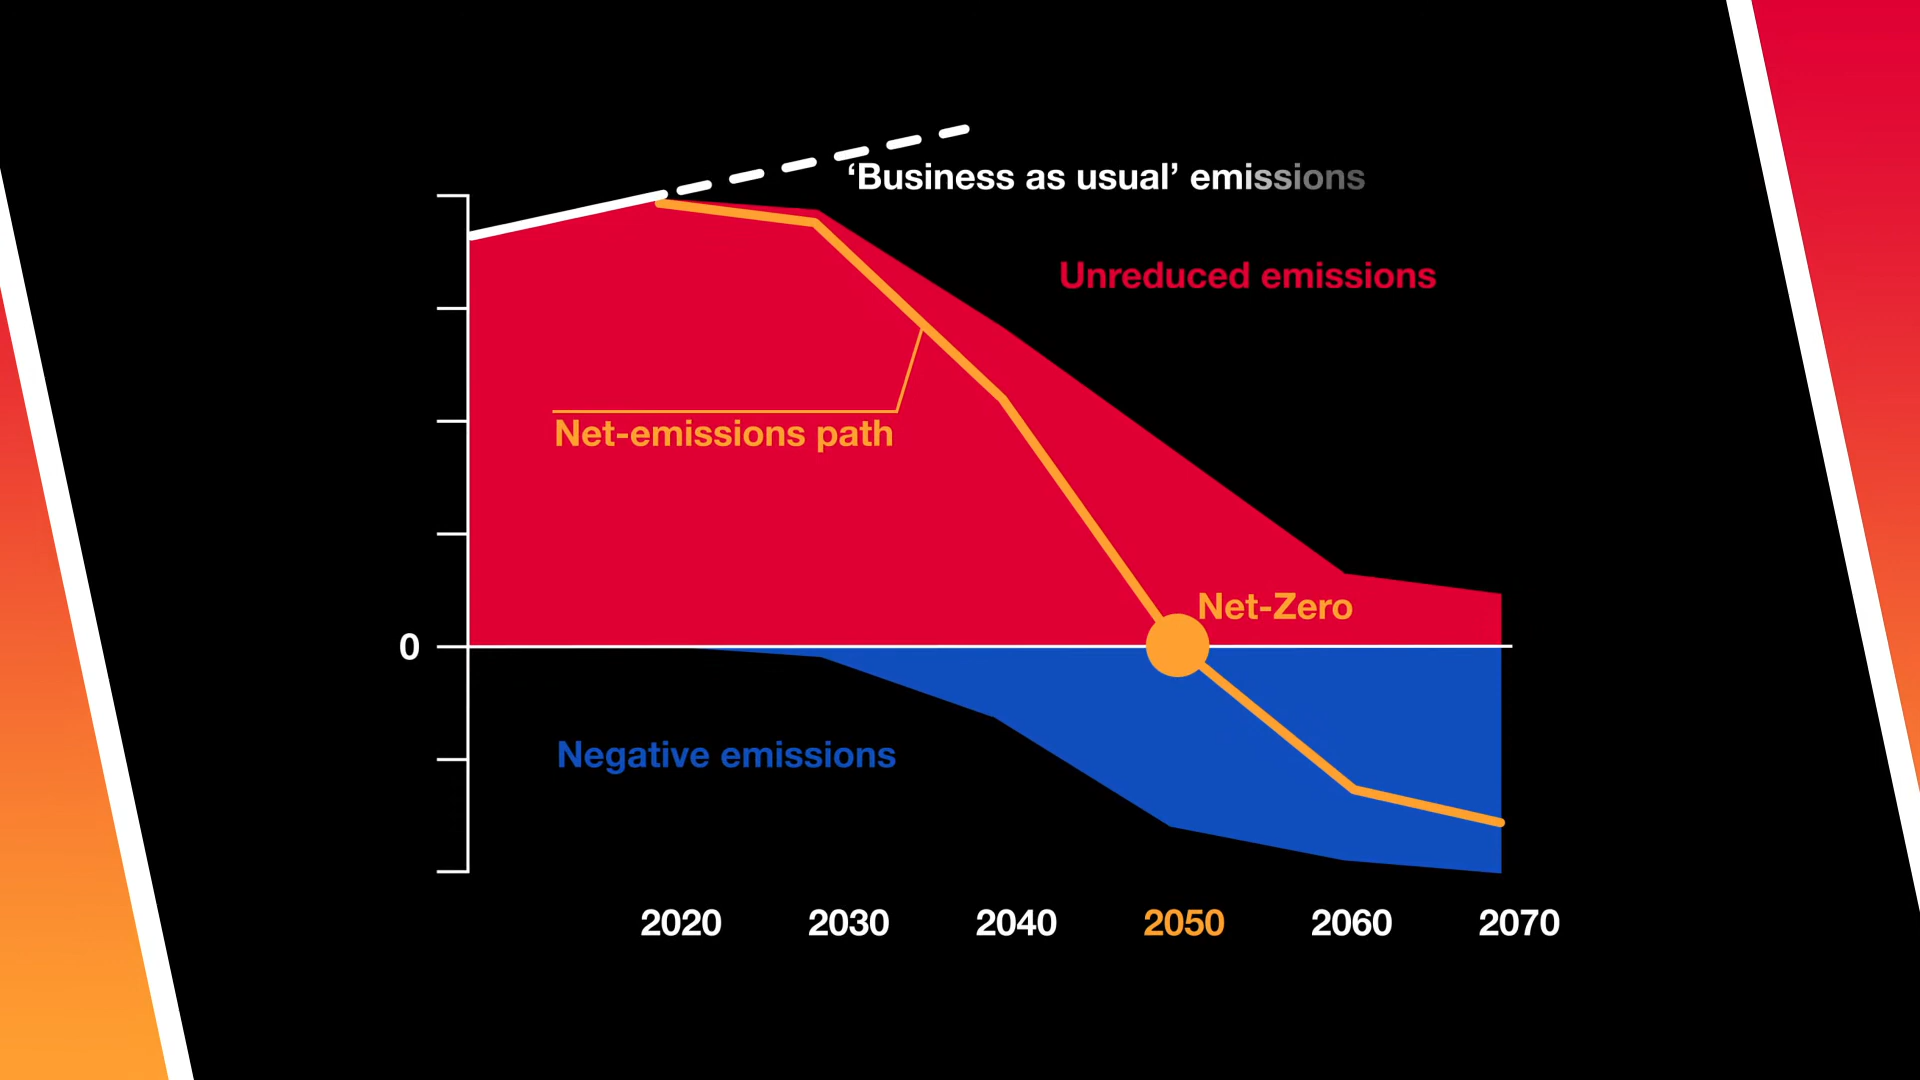 ‘Business as usual’ emissions
Unreduced emissions
Net-emissions path
Net-Zero
0
Negative emissions
2020 2030 2040 2050 2060 2070